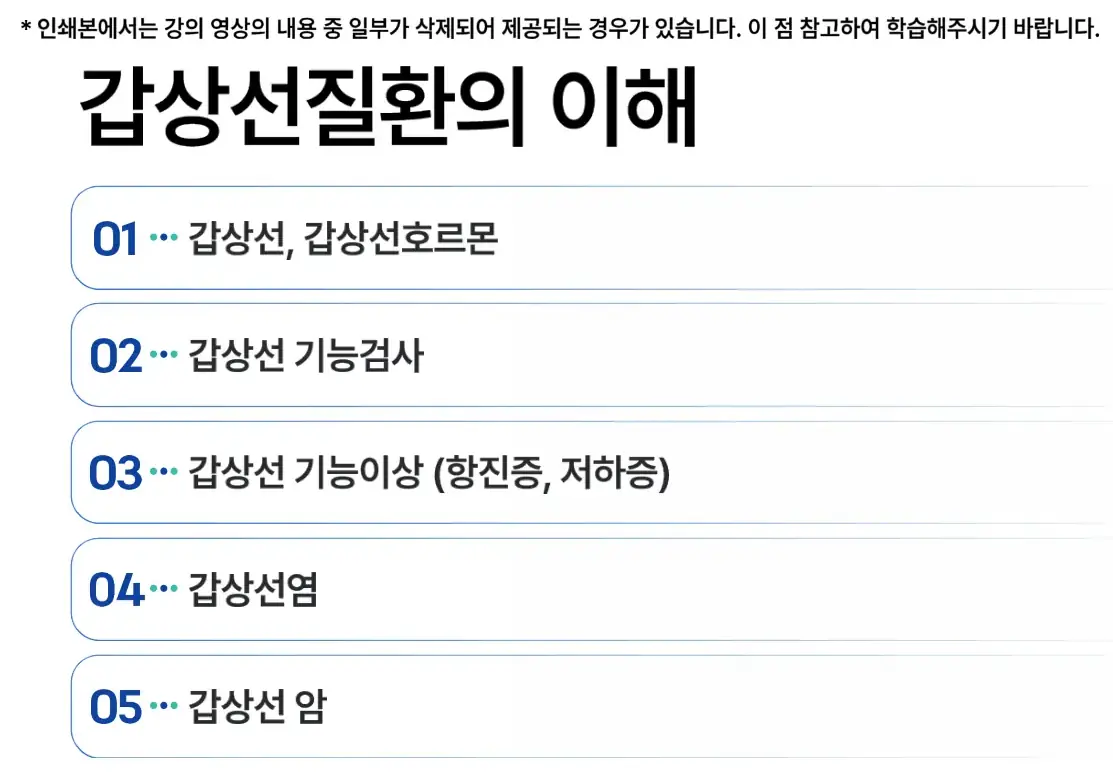 * 인쇄본에서는 강의 영상의 내용 중 일부가 삭제되어 제공되는 경우가 있습니다. 이 점 참고하여 학습해주시기 바랍니다.
갑상선질환의 이해
01 ··· 갑상선, 갑상선호르몬
02 ··· 갑상선 기능검사
03 ··· 갑상선 기능이상 (항진증, 저하증)
04 ··· 갑상선염
05 ··· 갑상선 암